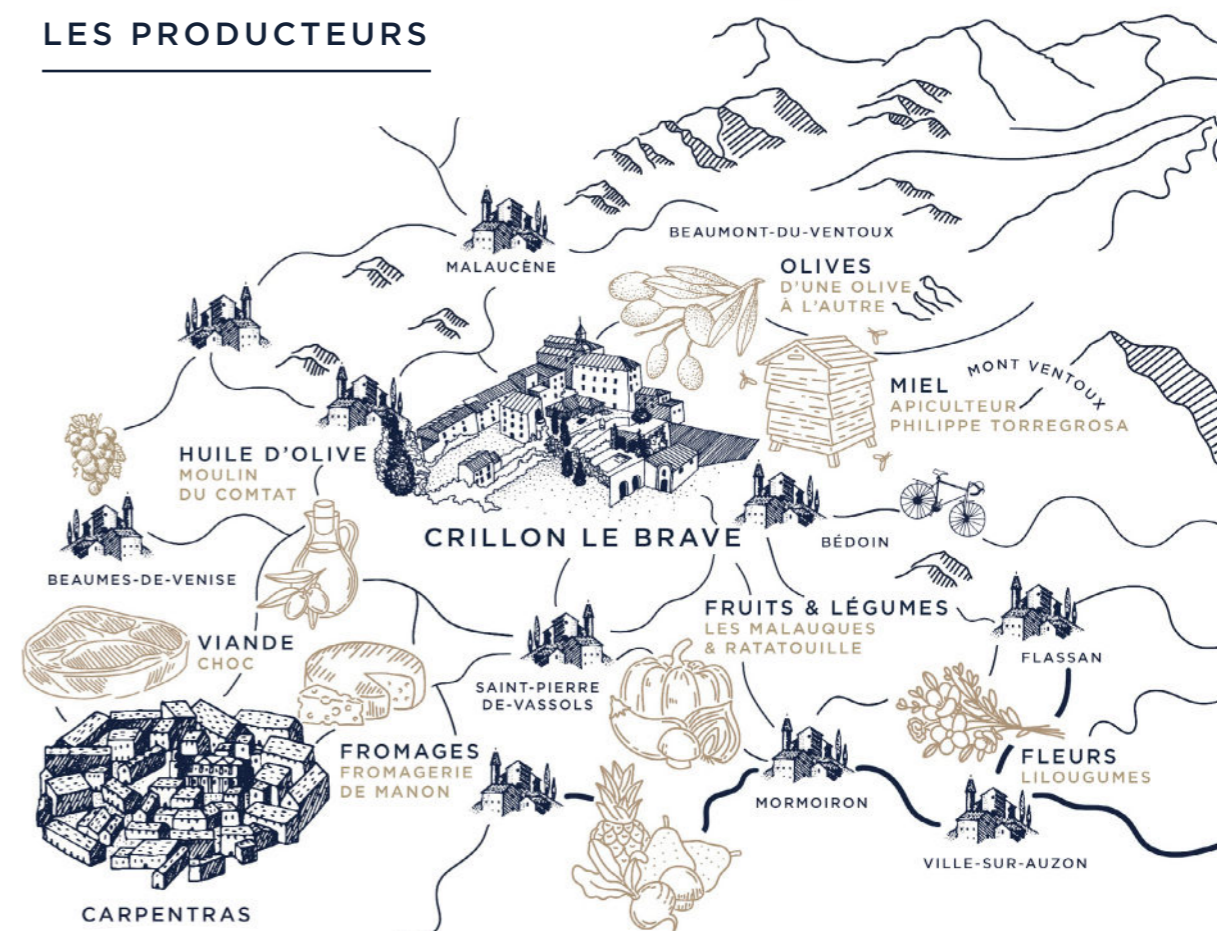 LES PRODUCTEURS
BEAUMONT-DU-VENTOUX
MALAUCÈNE
OLIVES
D'UNE OLIVE
À L'AUTRE
MONT VENTOUX
MIEL
APICULTEUR
PHILIPPE TORREGROSA
HUILE D'OLIVE
MOULIN
DU COMTAT
CRILLON LE BRAVE
BÉDOIN
BEAUMES-DE-VENISE
FRUITS & LÉGUMES
LES MALAUQUES
& RATATOUILLE
VIANDE
CHOC
FLASSAN
SAINT-PIERRE
DE-VASSOLS
FROMAGES
FROMAGERIE
DE MANON
FLEURS
LILOUGUMES
MORMOIRON
VILLE-SUR-AUZON
CARPENTRAS